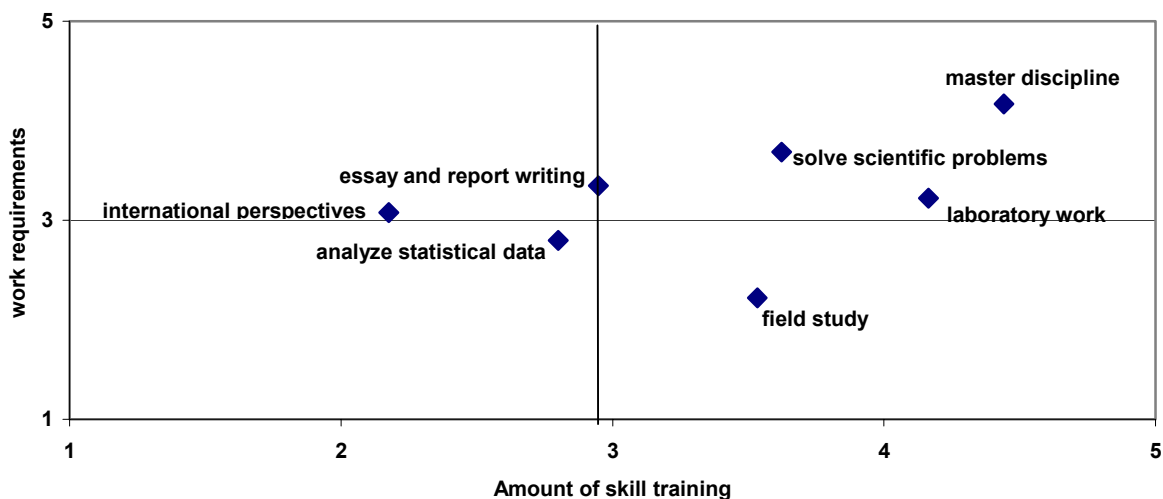 5
master discipline
solve scientific problems
essay and report writing
international perspectives
laboratory work
3
analyze statistical data
field study
1
work requirements
1 2 3 4 5
Amount of skill training